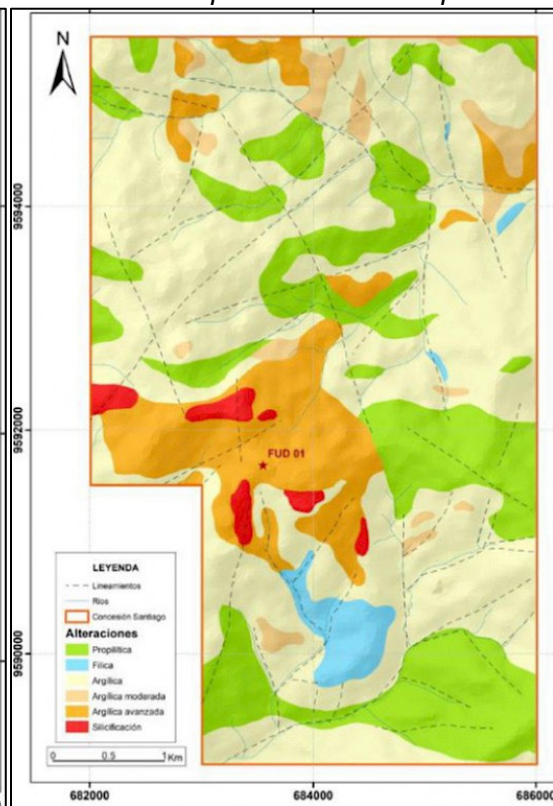 N
9594000
9592000
FUD 01
LEYENDA
Lineamientos
Ríos
Concesión Santiago
Alteraciones
Propilítica
Fílica
Argílica
Argílica moderada
Argílica avanzada
Silicificación
0 0.5 1 Km
9590000
682000 684000 686000